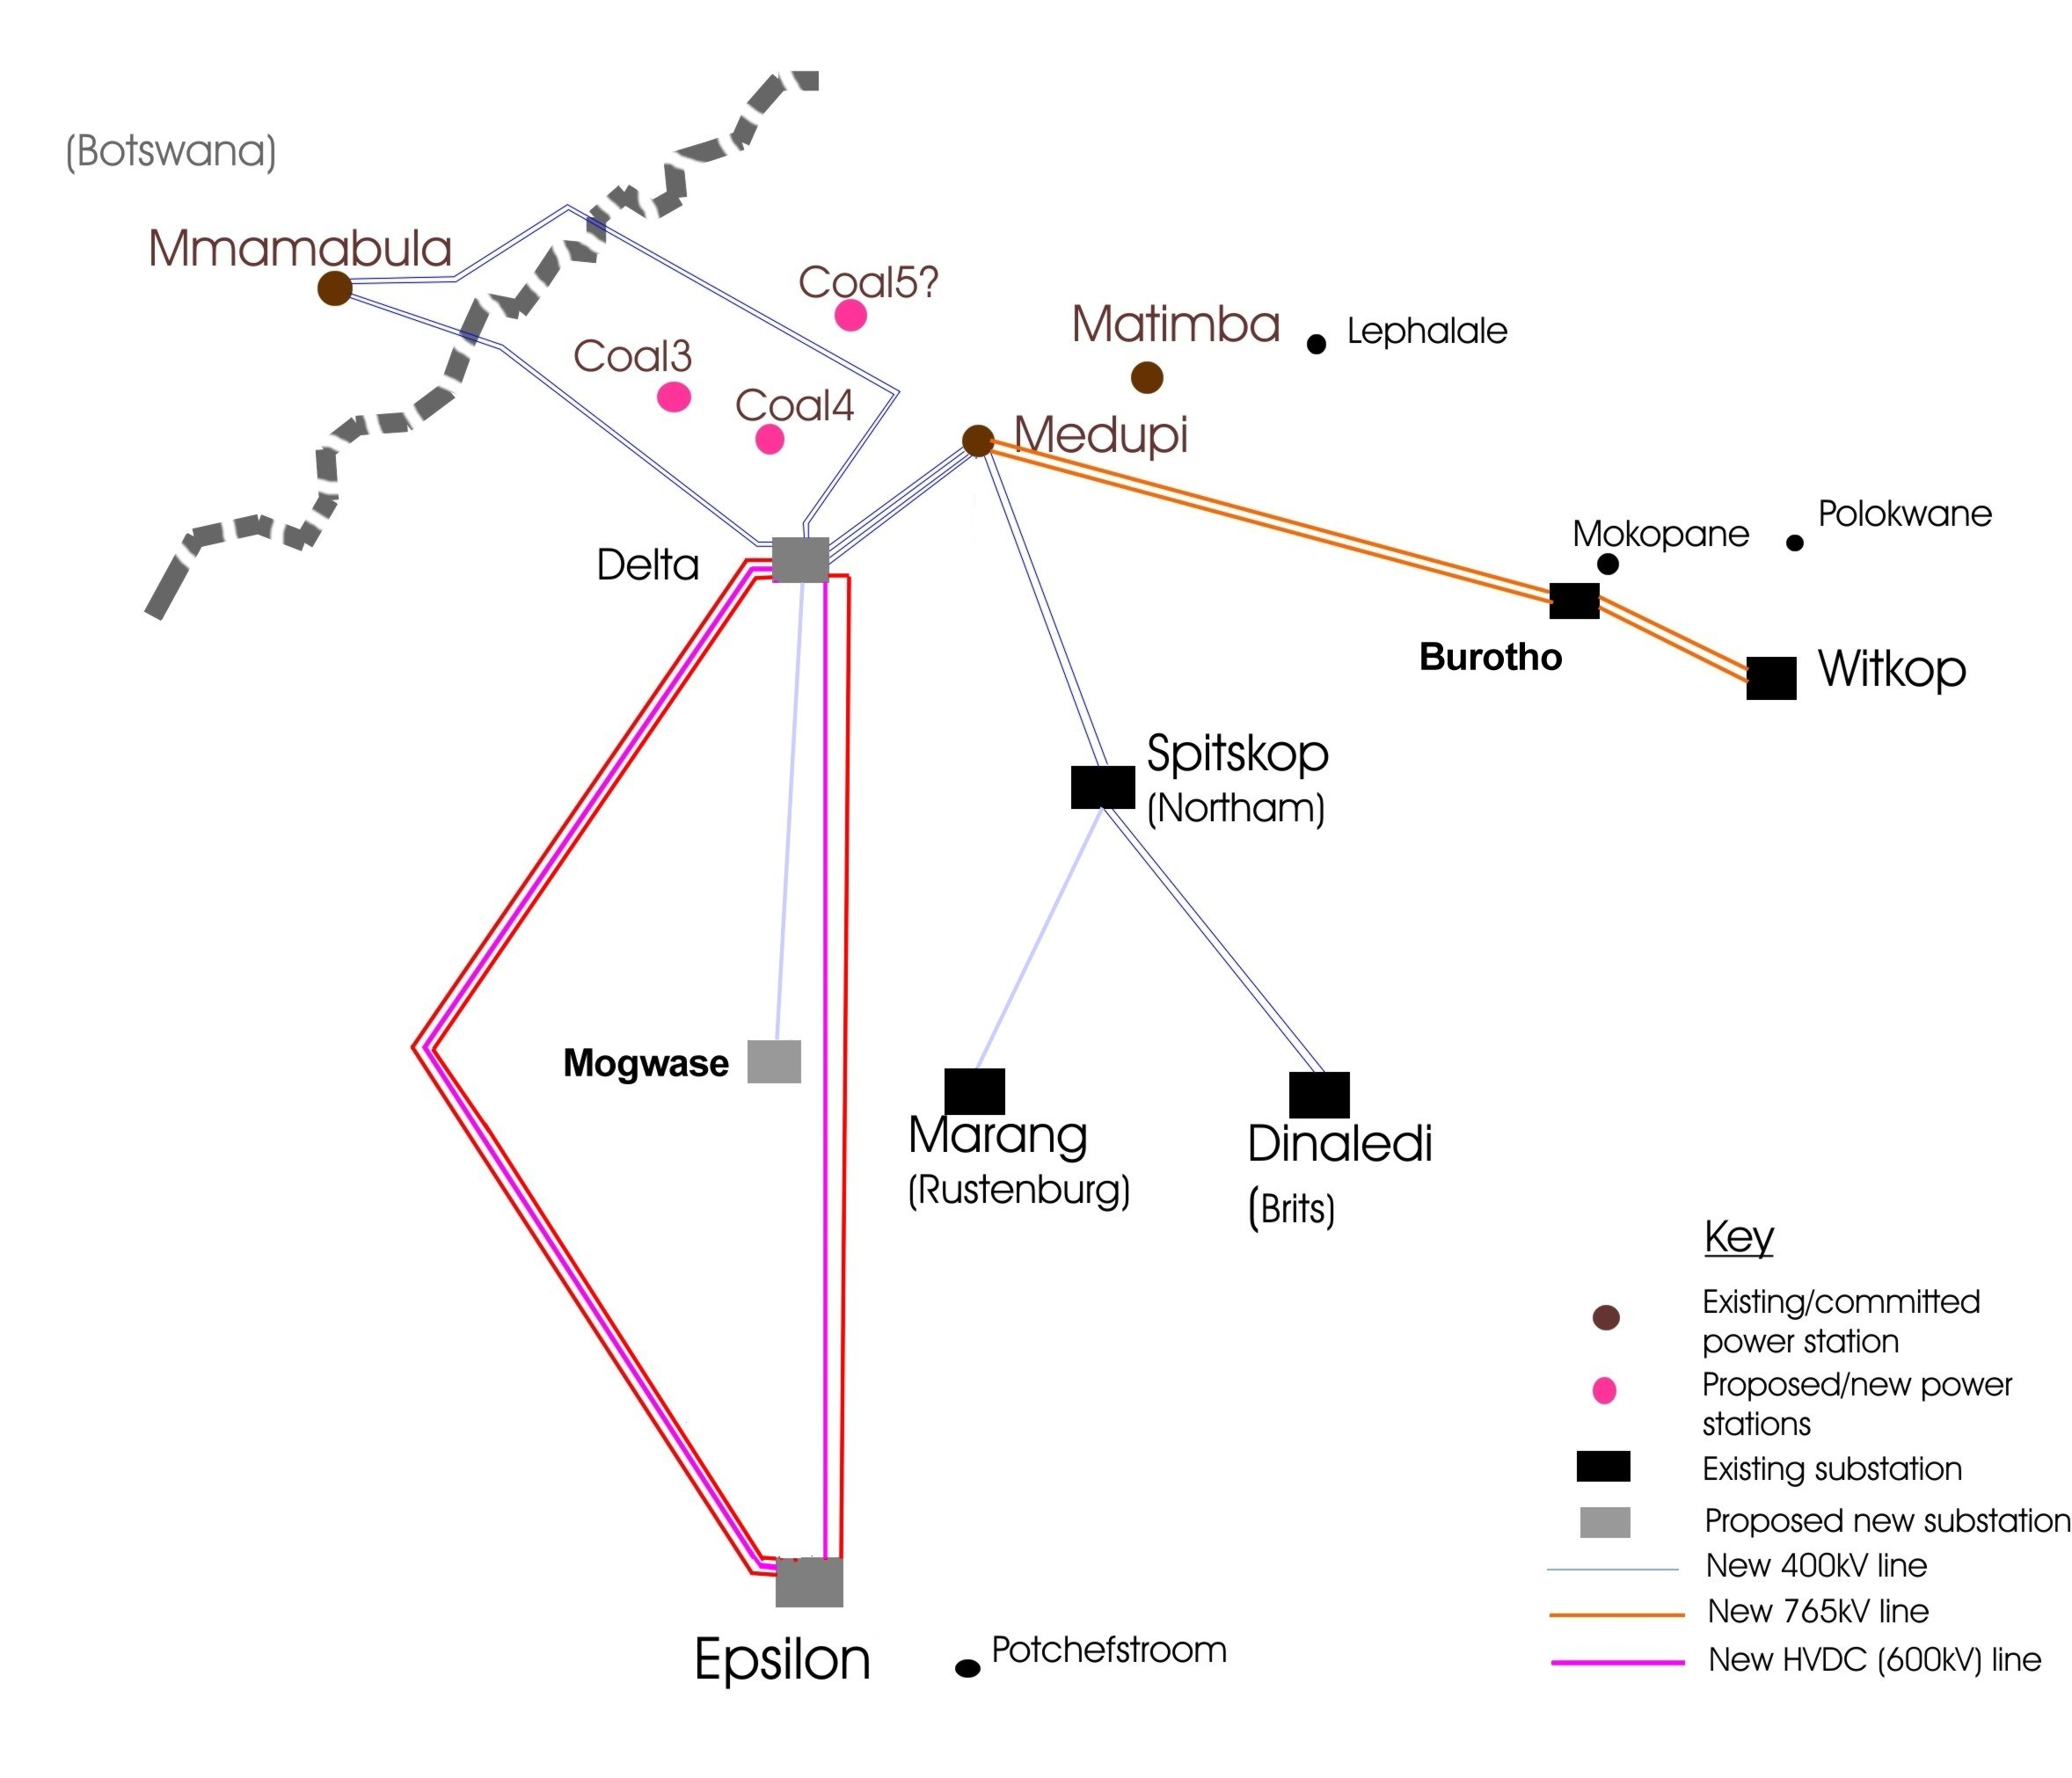 (Botswana)
Mmamabula
Coal5?
Matimba
Lephalale
Coal3
Coal4
Medupi
Polokwane
Mokopane
Delta
Burotho
Witkop
Spitskop
(Northam)
Mogwase
Marang
(Rustenburg)
Dinaledi
(Brits)
Key
Existing/committed
power station
Proposed/new power
stations
Existing substation
Proposed new substation
New 400kV line
New 765kV line
New HVDC (600kV) line
Epsilon
Potchefstroom